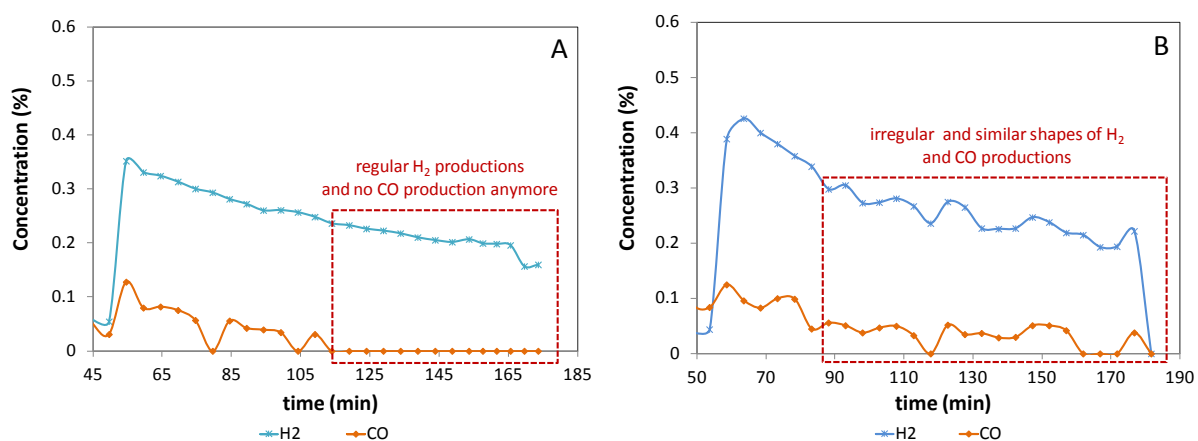 A
Concentration (%)
0.6
0.5
0.4
0.3
0.2
0.1
0
regular H₂ productions
and no CO production anymore
45
65
85
105
125
145
165
185
time (min)
H2
CO
B
Concentration (%)
0.6
0.5
0.4
0.3
0.2
0.1
0
irregular and similar shapes of H₂
and CO productions
50
70
90
110
130
150
170
190
time (min)
H2
CO